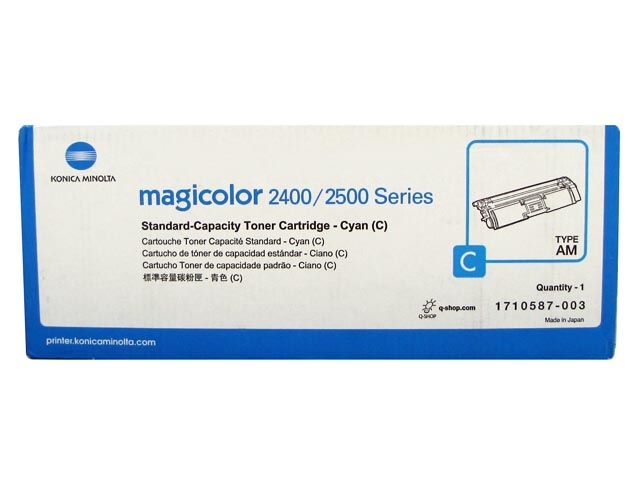 KONICA MINOLTA
magicolor 2400/2500 Series
Standard-Capacity Toner Cartridge - Cyan (C)
Cartouche Toner Capacité Standard - Cyan (C)
Cartucho de tóner de capacidad estándar - Ciano (C)
Cartucho Toner de capacidade padrão - Ciano (C)
標準容量碳粉匣 - 青色 (C)
TYPE
AM
C
Quantity - 1
Q-SHOP
q-shop.com
1710587-003
Made in Japan
printer.konicaminolta.com